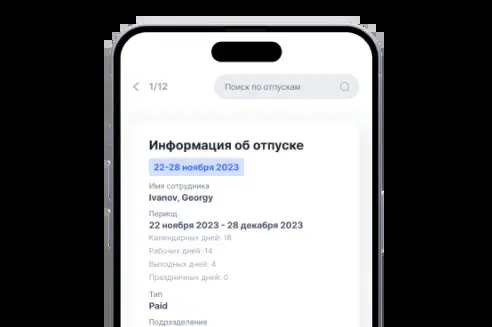 1/12
Поиск по отпускам
Информация об отпуске
22-28 ноября 2023
Имя сотрудника
Ivanov, Georgy
Период
22 ноября 2023 - 28 декабря 2023
Календарных дней: 18
Рабочих дней: 14
Выходных дней: 4
Праздничных дней: 0
Тип
Paid
Подразделение